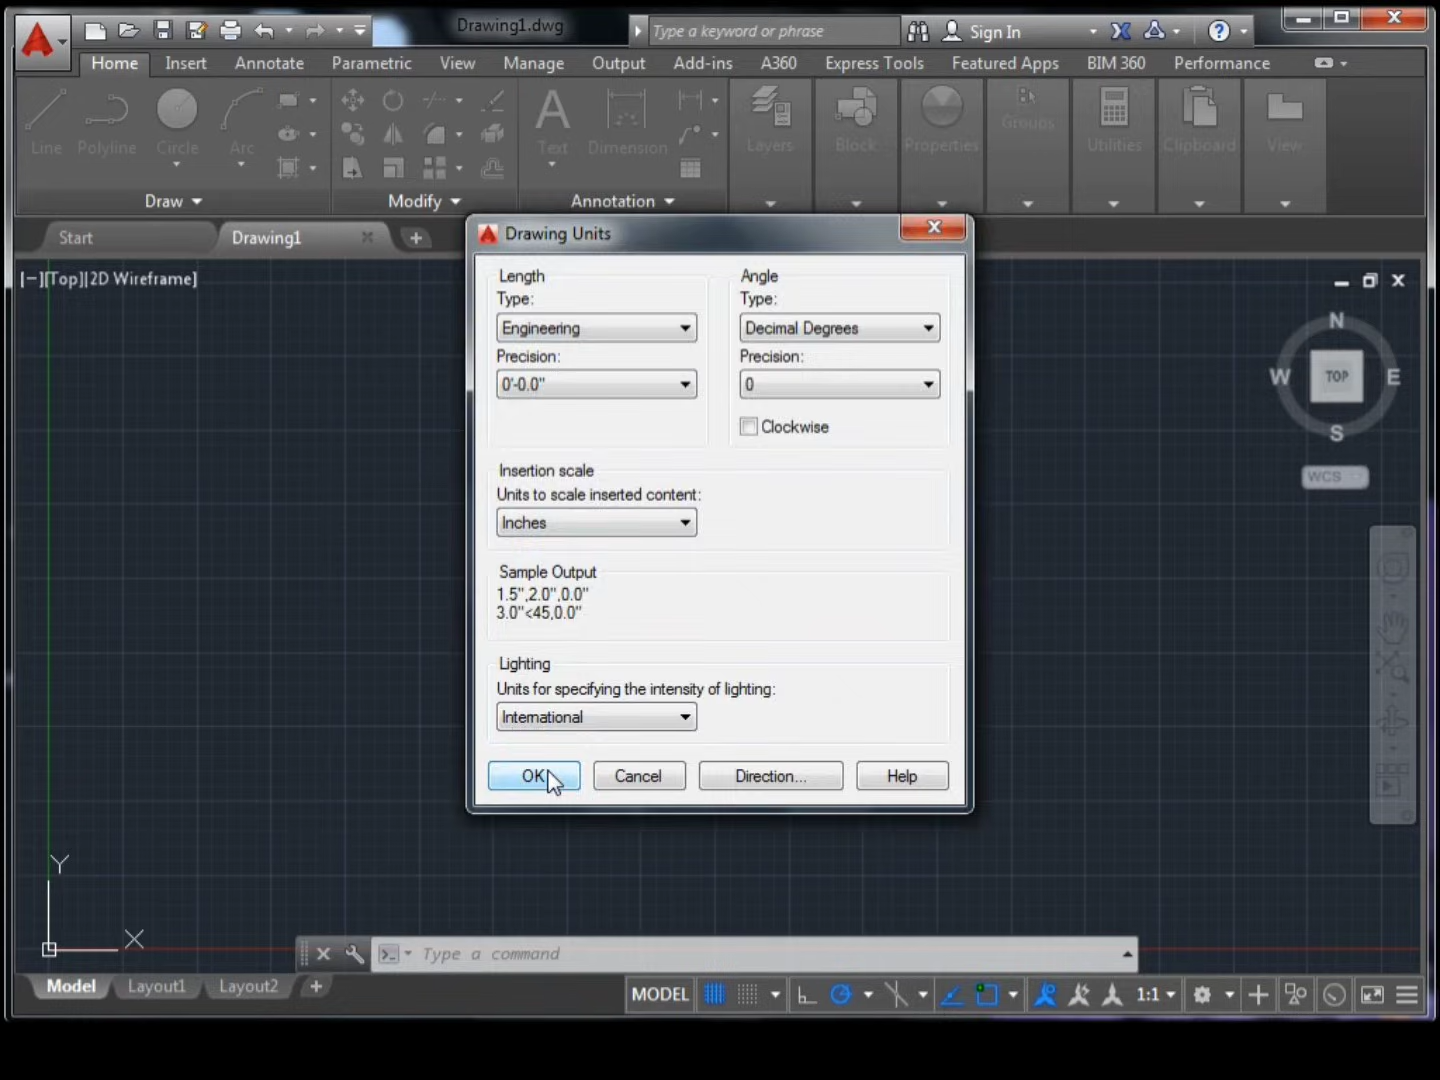 Drawing1.dwg
Type a keyword or phrase
Sign In
Home
Insert
Annotate
Parametric
View
Manage
Output
Add-ins
A360
Express Tools
Featured Apps
BIM 360
Performance
Line
Polyline
Circle
Arc
Text
Dimension
Layers
Block
Properties
Groups
Utilities
Clipboard
View
Draw
Modify
Annotation
Start
Drawing1
[−][Top][2D Wireframe]
Drawing Units
Length
Type:
Engineering
Precision:
0'-0.0"
Angle
Type:
Decimal Degrees
Precision:
0
Clockwise
Insertion scale
Units to scale inserted content:
Inches
Sample Output
1.5",2.0",0.0"
3.0"<45,0.0"
Lighting
Units for specifying the intensity of lighting:
International
OK
Cancel
Direction...
Help
N
W
TOP
E
S
WCS
Y
X
Type a command
Model
Layout1
Layout2
MODEL
1:1